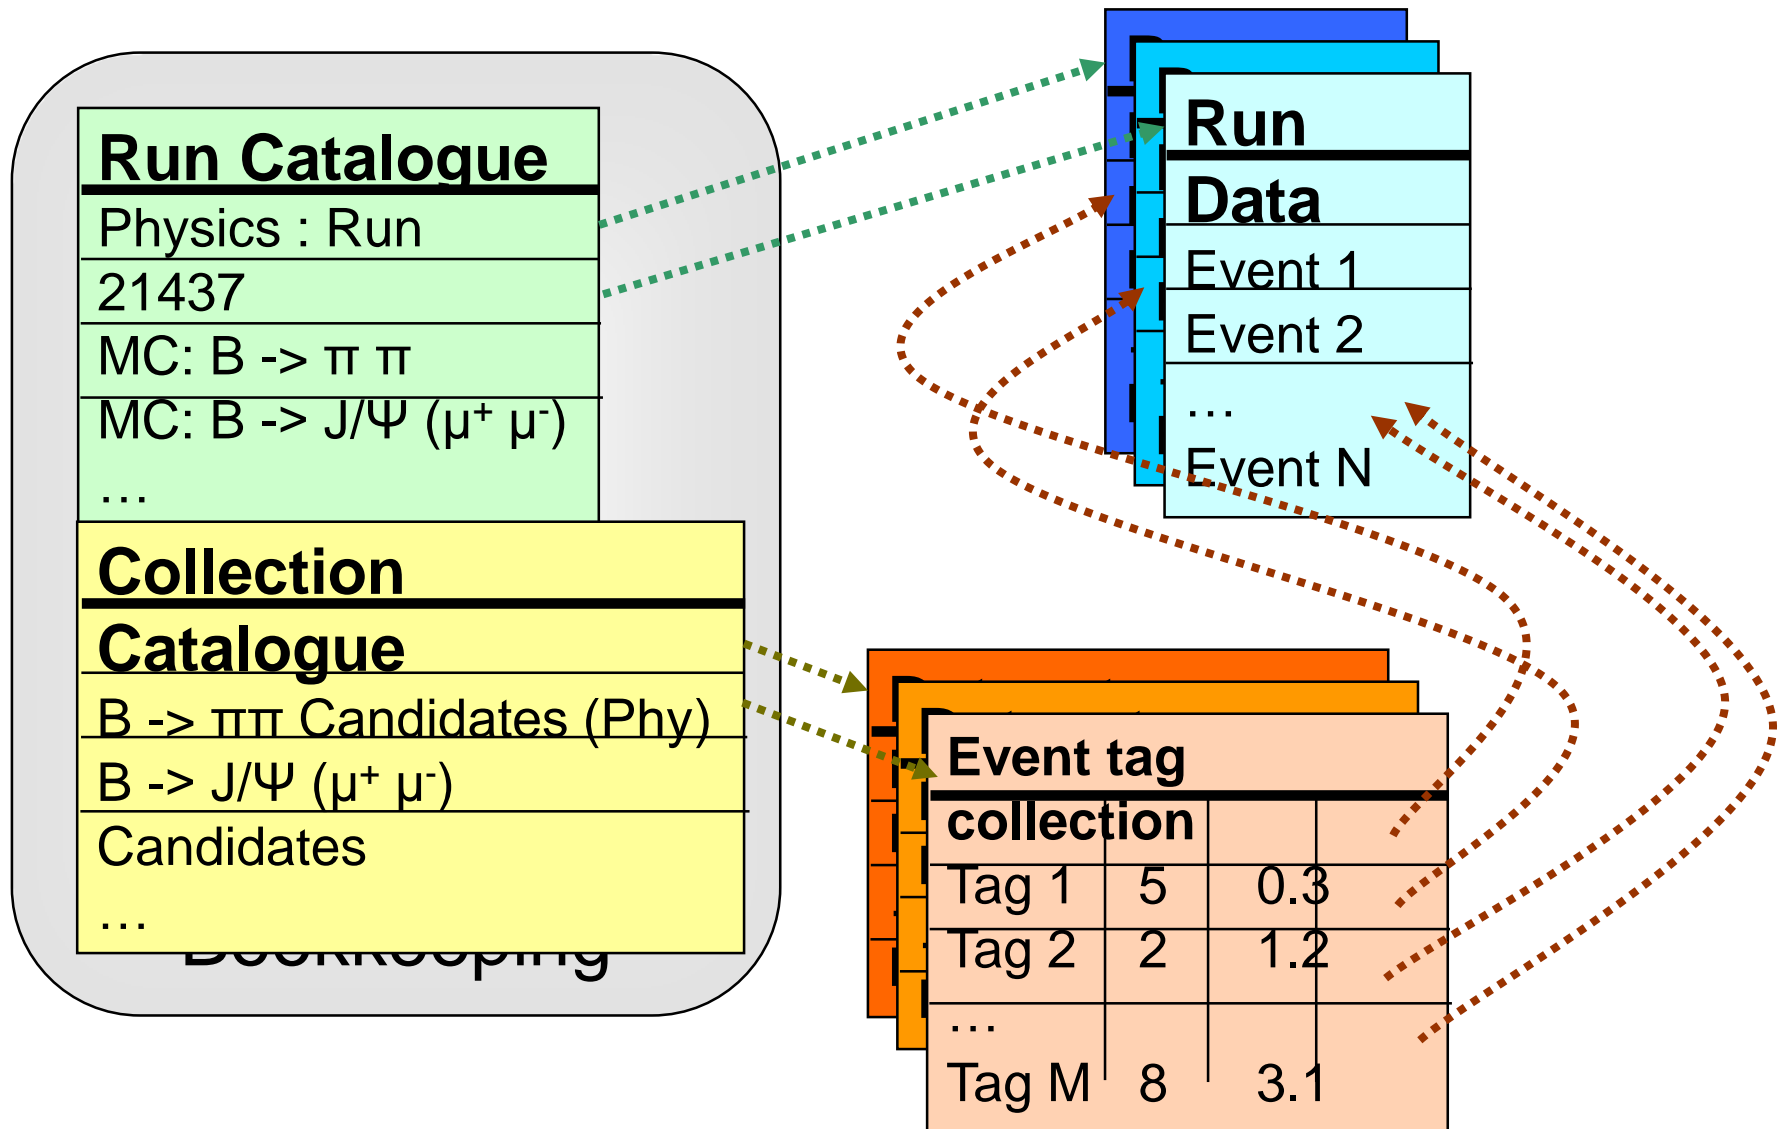 Run Catalogue
Physics : Run
21437
MC: B -> π π
MC: B -> J/Ψ (μ⁺ μ⁻)
…
Collection
Catalogue
B -> ππ Candidates (Phy)
B -> J/Ψ (μ⁺ μ⁻)
Candidates
…
Bookkeeping
Run
Data
Event 1
Event 2
…
Event N
Event tag
collection
Tag 1 5 0.3
Tag 2 2 1.2
…
Tag M 8 3.1